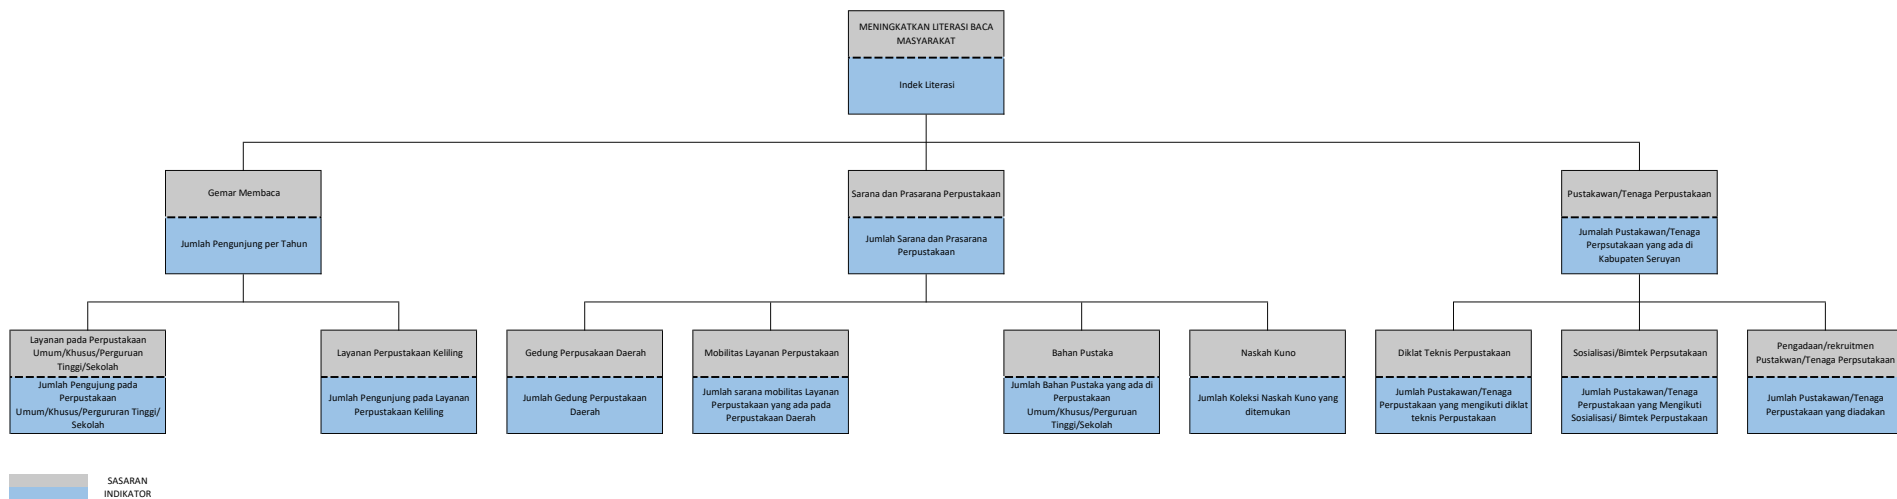 MENINGKATKAN LITERASI BACA
MASYARAKAT
Indek Literasi
Gemar Membaca
Jumlah Pengunjung per Tahun
Sarana dan Prasarana Perpustakaan
Jumlah Sarana dan Prasarana
Perpustakaan
Pustakawan/Tenaga Perpustakaan
Jumalah Pustakawan/Tenaga
Perpsutakaan yang ada di
Kabupaten Seruyan
Layanan pada Perpustakaan
Umum/Khusus/Perguruan
Tinggi/Sekolah
Jumlah Pengujung pada
Perpustakaan
Umum/Khusus/Pergururan Tinggi/
Sekolah
Layanan Perpustakaan Keliling
Jumlah Pengunjung pada Layanan
Perpustakaan Keliling
Gedung Perpusakaan Daerah
Jumlah Gedung Perpustakaan
Daerah
Mobilitas Layanan Perpustakaan
Jumlah sarana mobilitas Layanan
Perpustakaan yang ada pada
Perpustakaan Daerah
Bahan Pustaka
Jumlah Bahan Pustaka yang ada di
Perpustakaan
Umum/Khusus/Perguruan
Tinggi/Sekolah
Naskah Kuno
Jumlah Koleksi Naskah Kuno yang
ditemukan
Diklat Teknis Perpustakaan
Jumlah Pustakawan/Tenaga
Perpustakaan yang mengikuti diklat
teknis Perpustakaan
Sosialisasi/Bimtek Perpsutakaan
Jumlah Pustakawan/Tenaga
Perpustakaan yang Mengikuti
Sosialisasi/ Bimtek Perpustakaan
Pengadaan/rekruitmen
Pustakwan/Tenaga Perpsutakaan
Jumlah Pustakawan/Tenaga
Perpustakaan yang diadakan
SASARAN
INDIKATOR